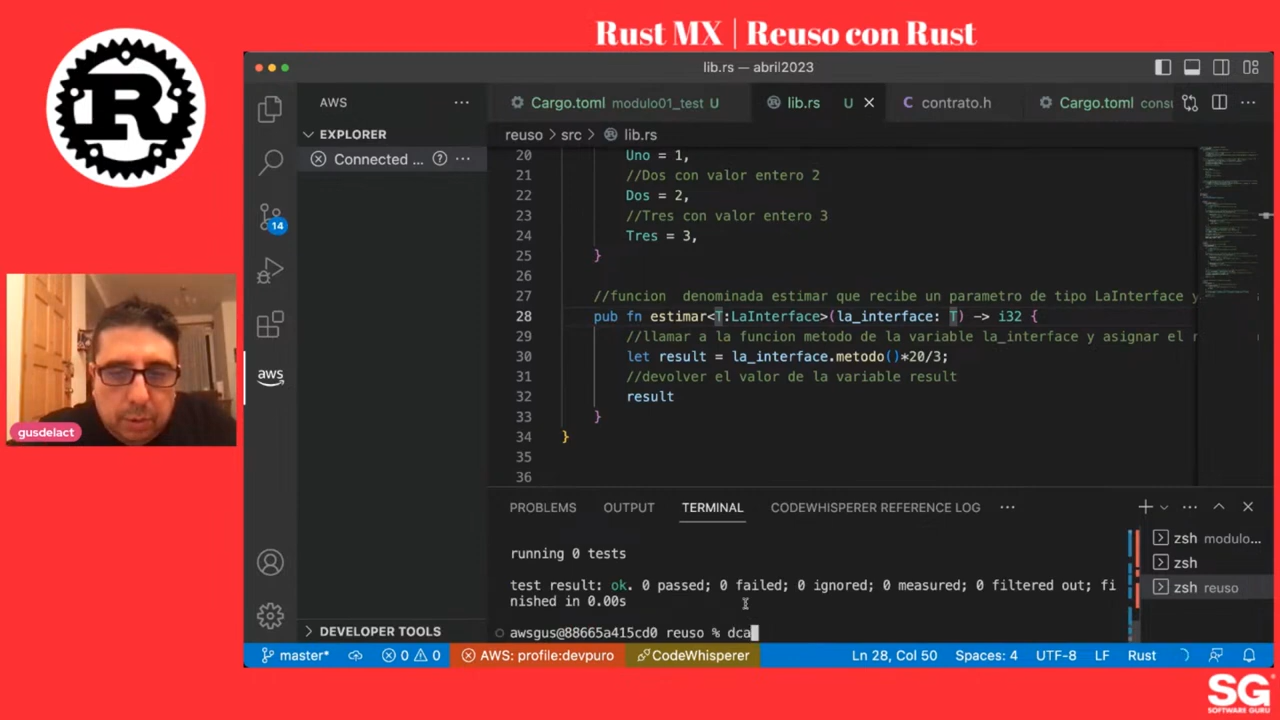 Rust MX | Reuso con Rust
lib.rs — abril2023
AWS
Cargo.toml modulo01_test U
lib.rs U
contrato.h
Cargo.toml consu
EXPLORER
reuso > src > lib.rs
Connected ...
20 Uno = 1,
21 //Dos con valor entero 2
22 Dos = 2,
23 //Tres con valor entero 3
24 Tres = 3,
25 }
26
27 //funcion denominada estimar que recibe un parametro de tipo LaInterface y
28 pub fn estimar<T:LaInterface>(la_interface: T) -> i32 {
29 //llamar a la funcion metodo de la variable la_interface y asignar el r
30 let result = la_interface.metodo()*20/3;
31 //devolver el valor de la variable result
32 result
33 }
34 }
35
36
14
aws
gusdelact
PROBLEMS OUTPUT TERMINAL CODEWHISPERER REFERENCE LOG
running 0 tests
test result: ok. 0 passed; 0 failed; 0 ignored; 0 measured; 0 filtered out; fi
nished in 0.00s
awsgus@88665a415cd0 reuso % dca
zsh modulo...
zsh
zsh reuso
DEVELOPER TOOLS
master* 0 0 AWS: profile:devpuro CodeWhisperer Ln 28, Col 50 Spaces: 4 UTF-8 LF Rust
SG
SOFTWARE GURU